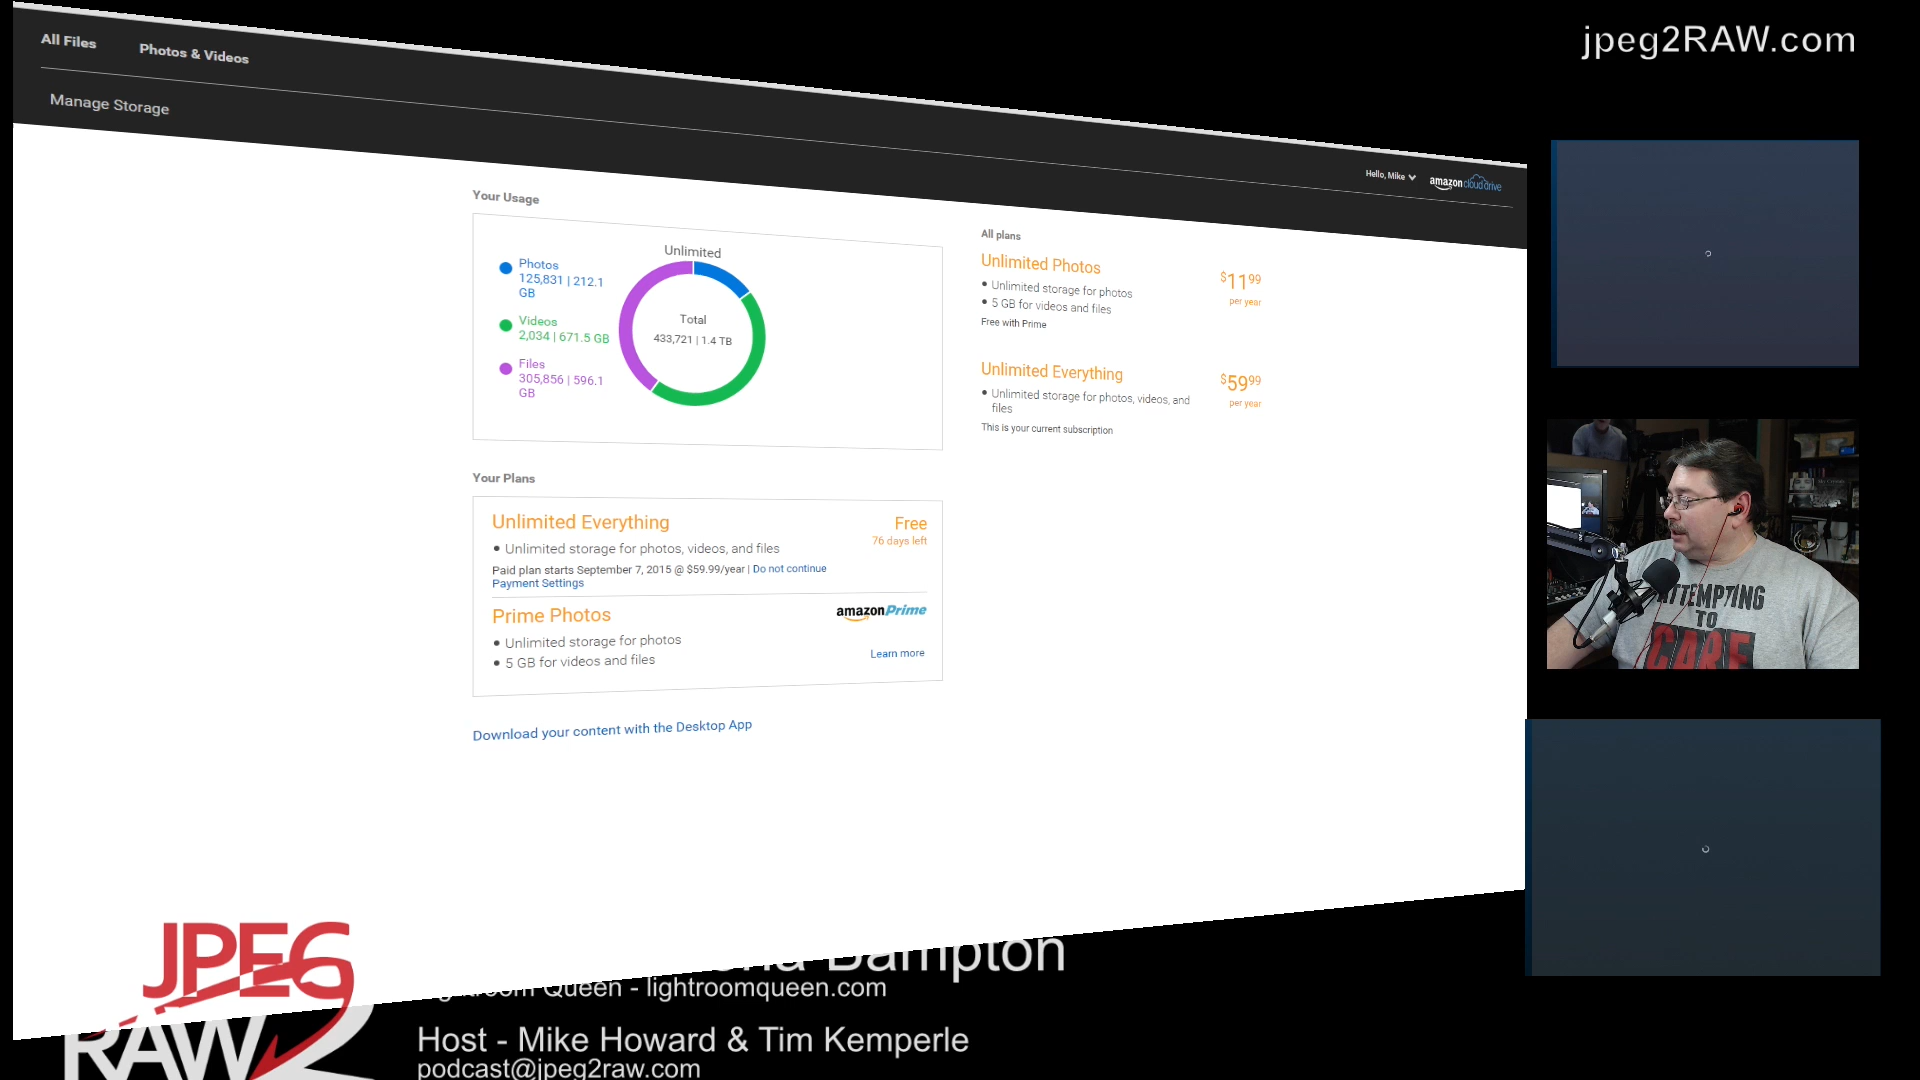 jpeg2RAW.com
All Files
Photos & Videos
Manage Storage
Hello, Mike
amazon cloud drive
Your Usage
Unlimited
Photos
125,831 | 212.1
GB
Videos
2,034 | 671.5 GB
Files
305,856 | 596.1
GB
Total
433,721 | 1.4 TB
All plans
Unlimited Photos
$11.99
per year
• Unlimited storage for photos
• 5 GB for videos and files
Free with Prime
Unlimited Everything
$59.99
per year
• Unlimited storage for photos, videos, and
files
This is your current subscription
Your Plans
Unlimited Everything
Free
76 days left
• Unlimited storage for photos, videos, and files
Paid plan starts September 7, 2015 @ $59.99/year | Do not continue
Payment Settings
Prime Photos
amazonPrime
• Unlimited storage for photos
• 5 GB for videos and files
Learn more
Download your content with the Desktop App
ATTEMPTING
TO
CARE
JPEG
2
RAW
Bampton
Queen - lightroomqueen.com
Host - Mike Howard & Tim Kemperle
podcast@jpeg2raw.com